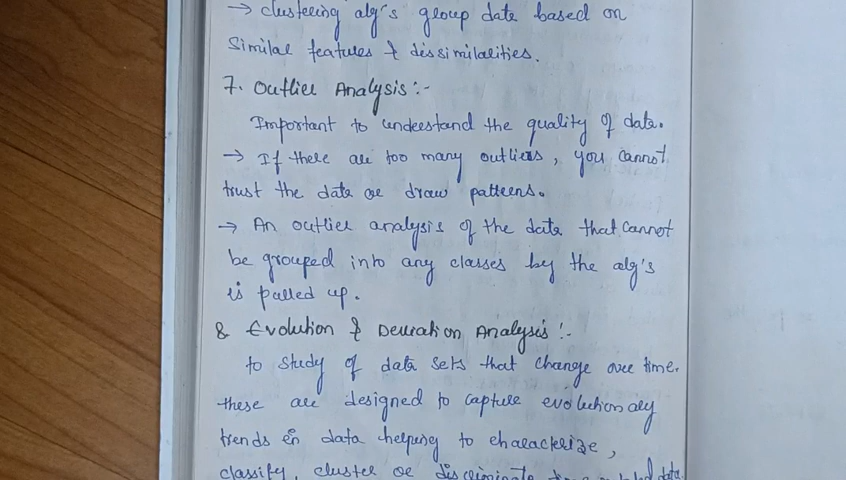 → clustering alg's group data based on
similar features & dissimilarities.
7. Outlier Analysis:-
Important to understand the quality of data.
→ If there are too many outliers, you cannot
trust the data or draw patterns.
→ An outlier analysis of the data that cannot
be grouped into any classes by the alg's
is pulled up.
8 Evolution & Deviation Analysis:-
to study of data sets that change over time.
these are designed to capture evolutionary
trends in data helping to characterize,
classify, cluster or discriminate data.